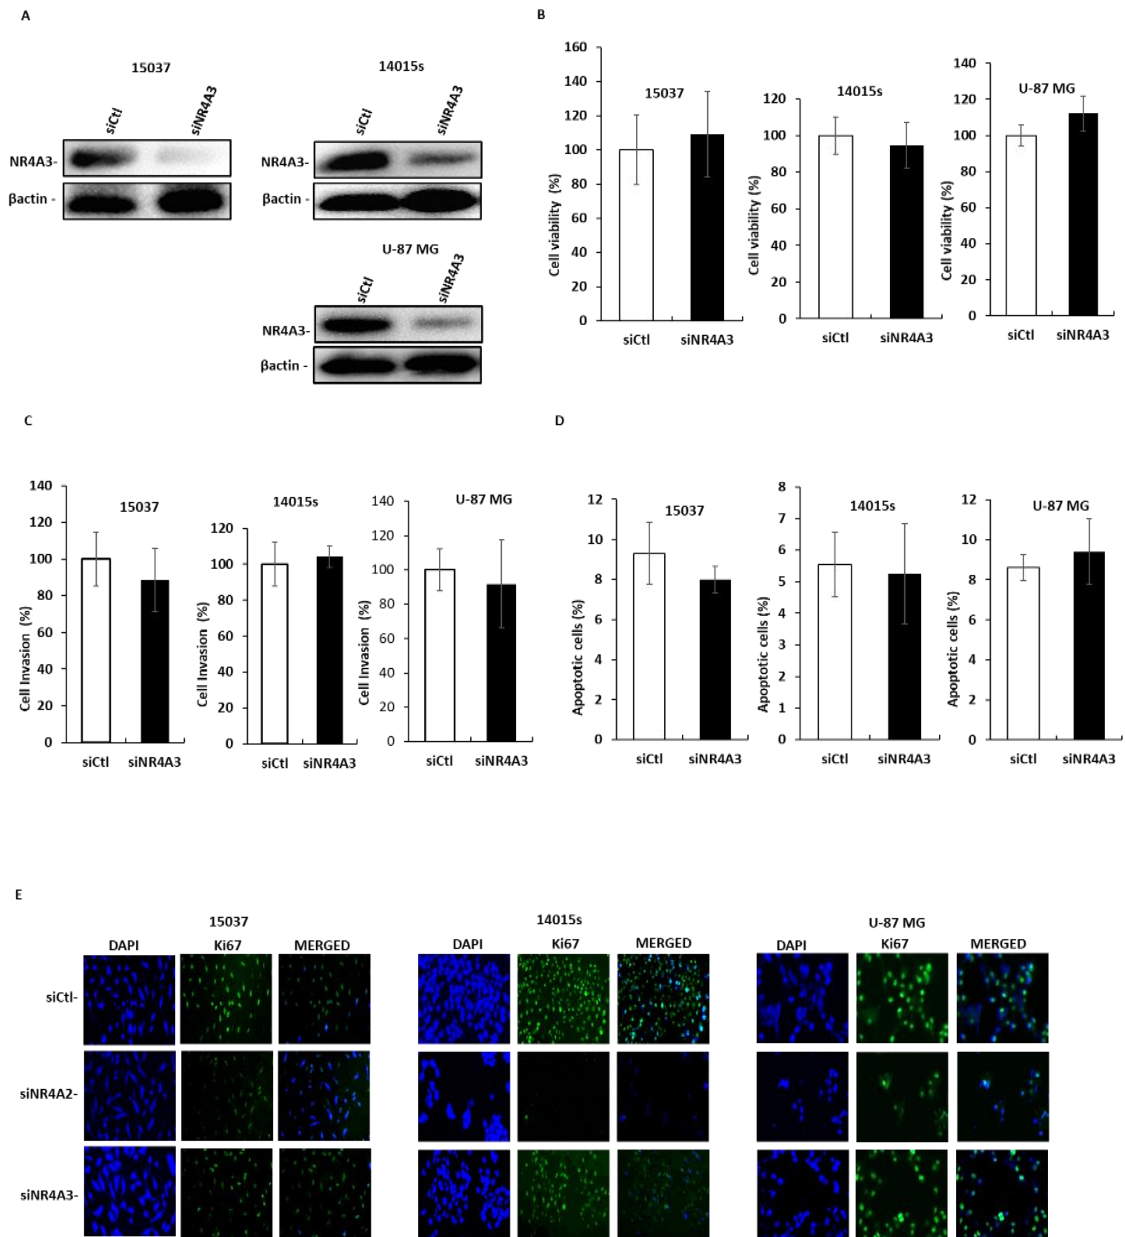 A
15037
siCtl
siNR4A3
NR4A3-
βactin -
14015s
siCtl
siNR4A3
NR4A3-
βactin -
U-87 MG
siCtl
siNR4A3
NR4A3-
βactin -
B
Cell viability (%)
160
140
120
100
80
60
40
20
0
15037
siCtl siNR4A3
Cell viability (%)
120
100
80
60
40
20
0
14015s
siCtl siNR4A3
Cell viability (%)
140
120
100
80
60
40
20
0
U-87 MG
siCtl siNR4A3
C
Cell Invasion (%)
140
120
100
80
60
40
20
0
15037
siCtl siNR4A3
Cell Invasion (%)
120
100
80
60
40
20
0
14015s
siCtl siNR4A3
Cell Invasion (%)
140
120
100
80
60
40
20
0
U-87 MG
siCtl siNR4A3
D
Apoptotic cells (%)
12
10
8
6
4
2
0
15037
siCtl siNR4A3
Apoptotic cells (%)
8
7
6
5
4
3
2
1
0
14015s
siCtl siNR4A3
Apoptotic cells (%)
12
10
8
6
4
2
0
U-87 MG
siCtl siNR4A3
E
15037 14015s U-87 MG
DAPI Ki67 MERGED DAPI Ki67 MERGED DAPI Ki67 MERGED
siCtl-
siNR4A2-
siNR4A3-